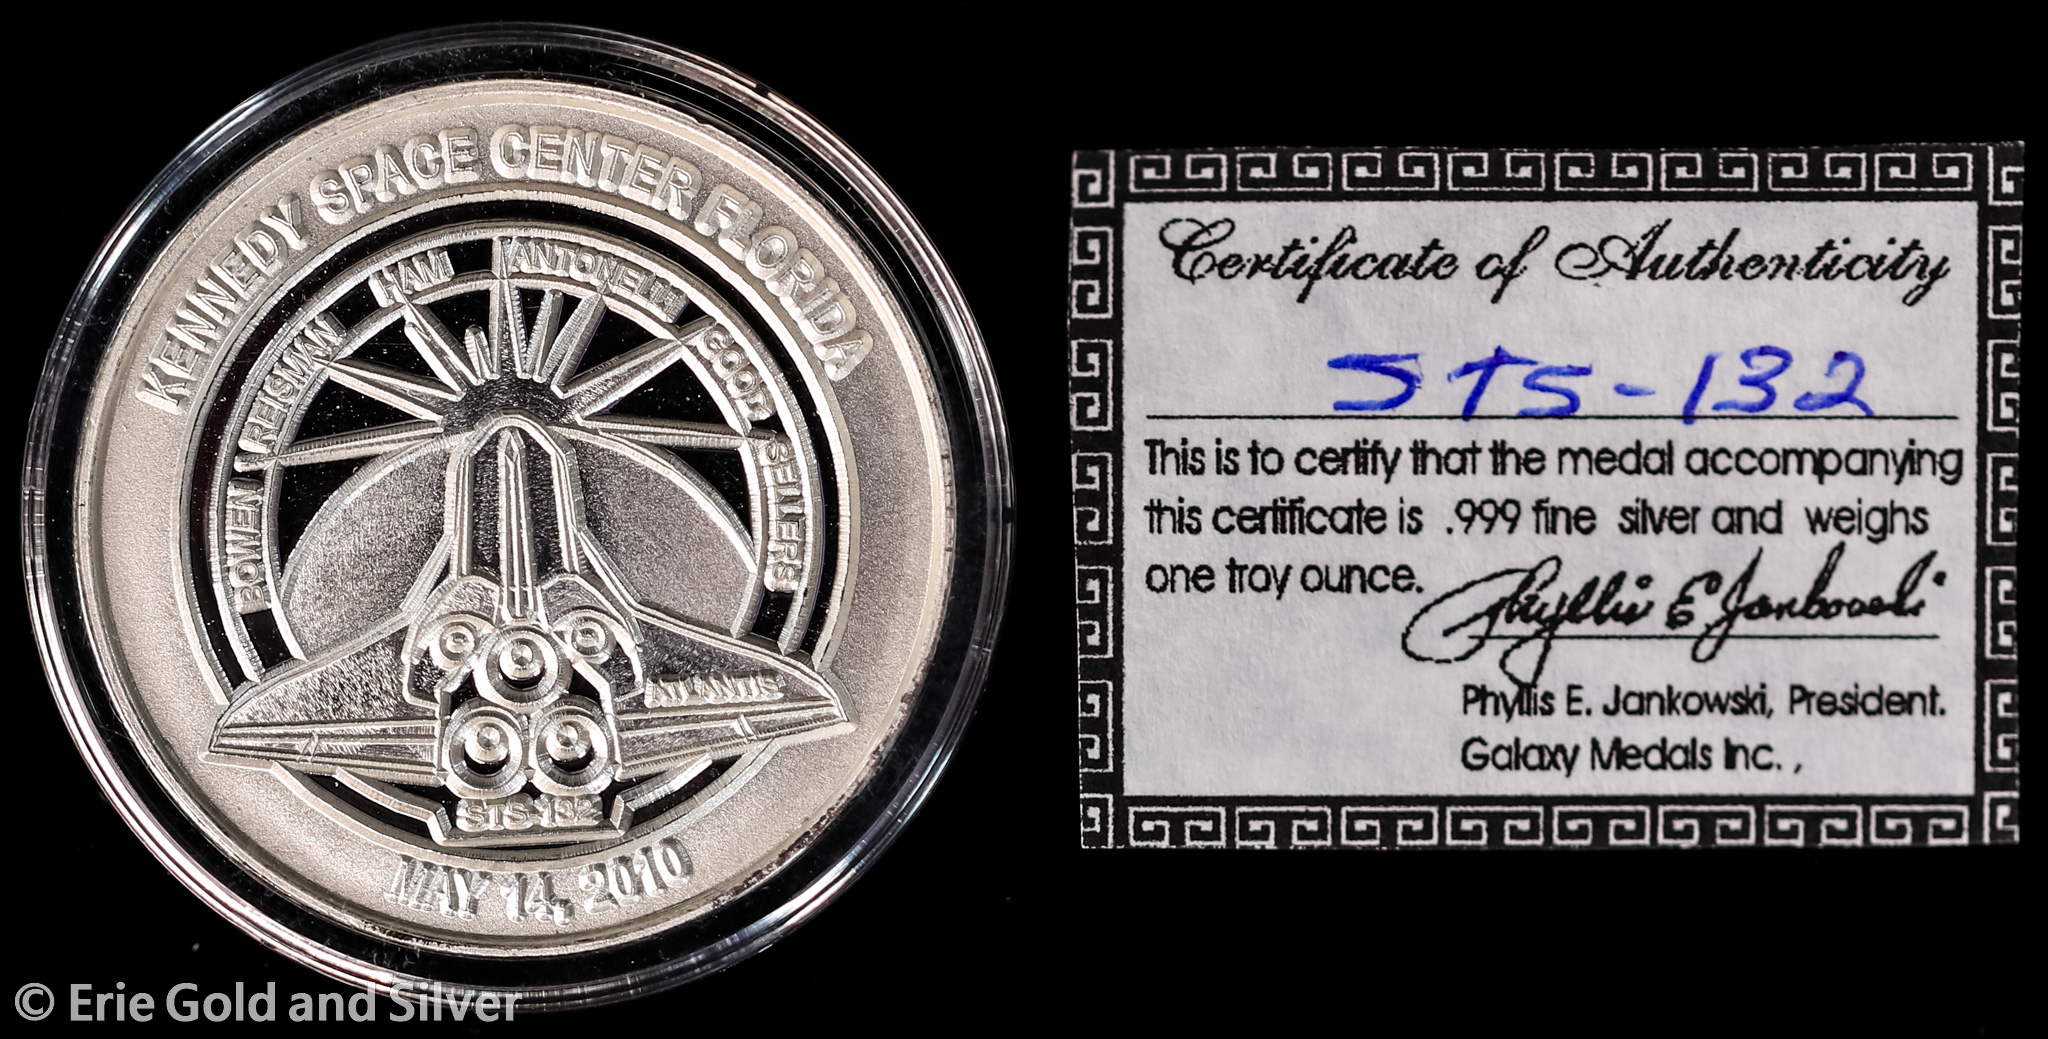 KENNEDY SPACE CENTER FLORIDA
BOWEN REISMAN HAM ANTONELLI GOOD SELLERS
ATLANTIS
STS-132
MAY 14, 2010
Certificate of Authenticity
STS-132
This is to certify that the medal accompanying
this certificate is .999 fine silver and weighs
one troy ounce.
Phyllis E Jankowski
Phyllis E. Jankowski, President.
Galaxy Medals Inc. ,
© Erie Gold and Silver